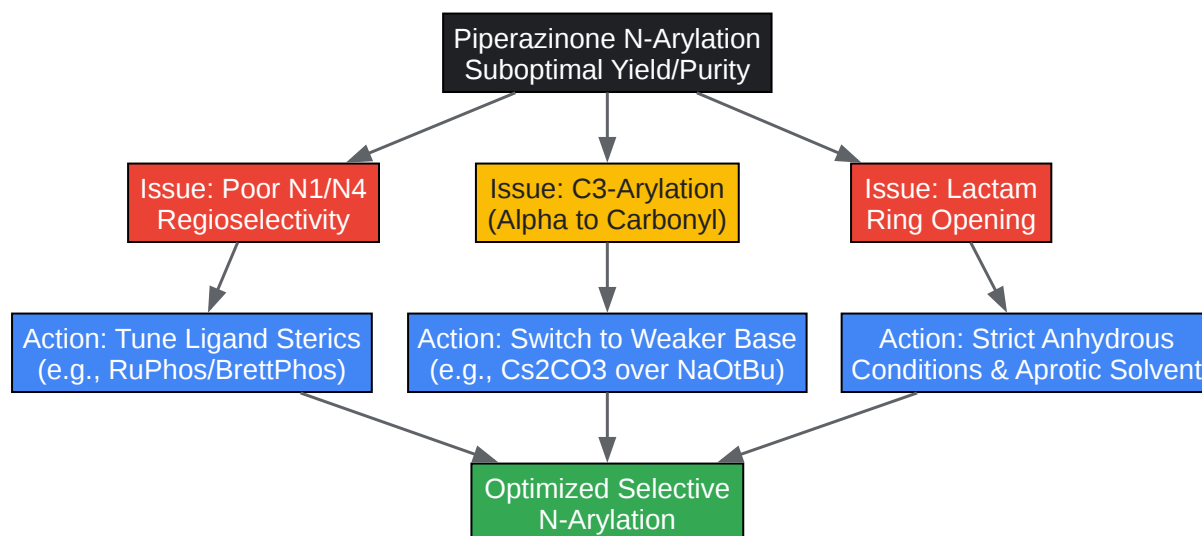 Piperazinone N-Arylation
Suboptimal Yield/Purity
Issue: Poor N1/N4
Regioselectivity
Issue: C3-Arylation
(Alpha to Carbonyl)
Issue: Lactam
Ring Opening
Action: Tune Ligand Sterics
(e.g., RuPhos/BrettPhos)
Action: Switch to Weaker Base
(e.g., Cs2CO3 over NaOtBu)
Action: Strict Anhydrous
Conditions & Aprotic Solvent
Optimized Selective
N-Arylation